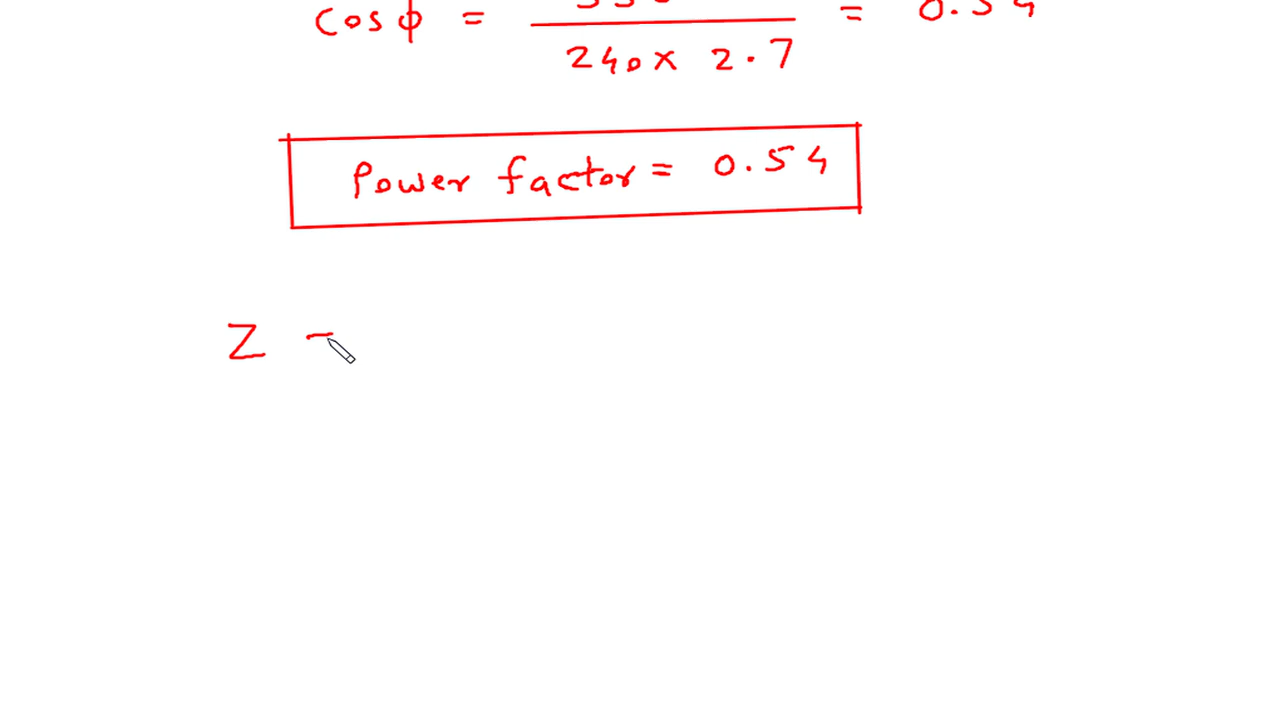 cos ϕ = = 0.54
240 x 2.7
Power factor = 0.54
Z